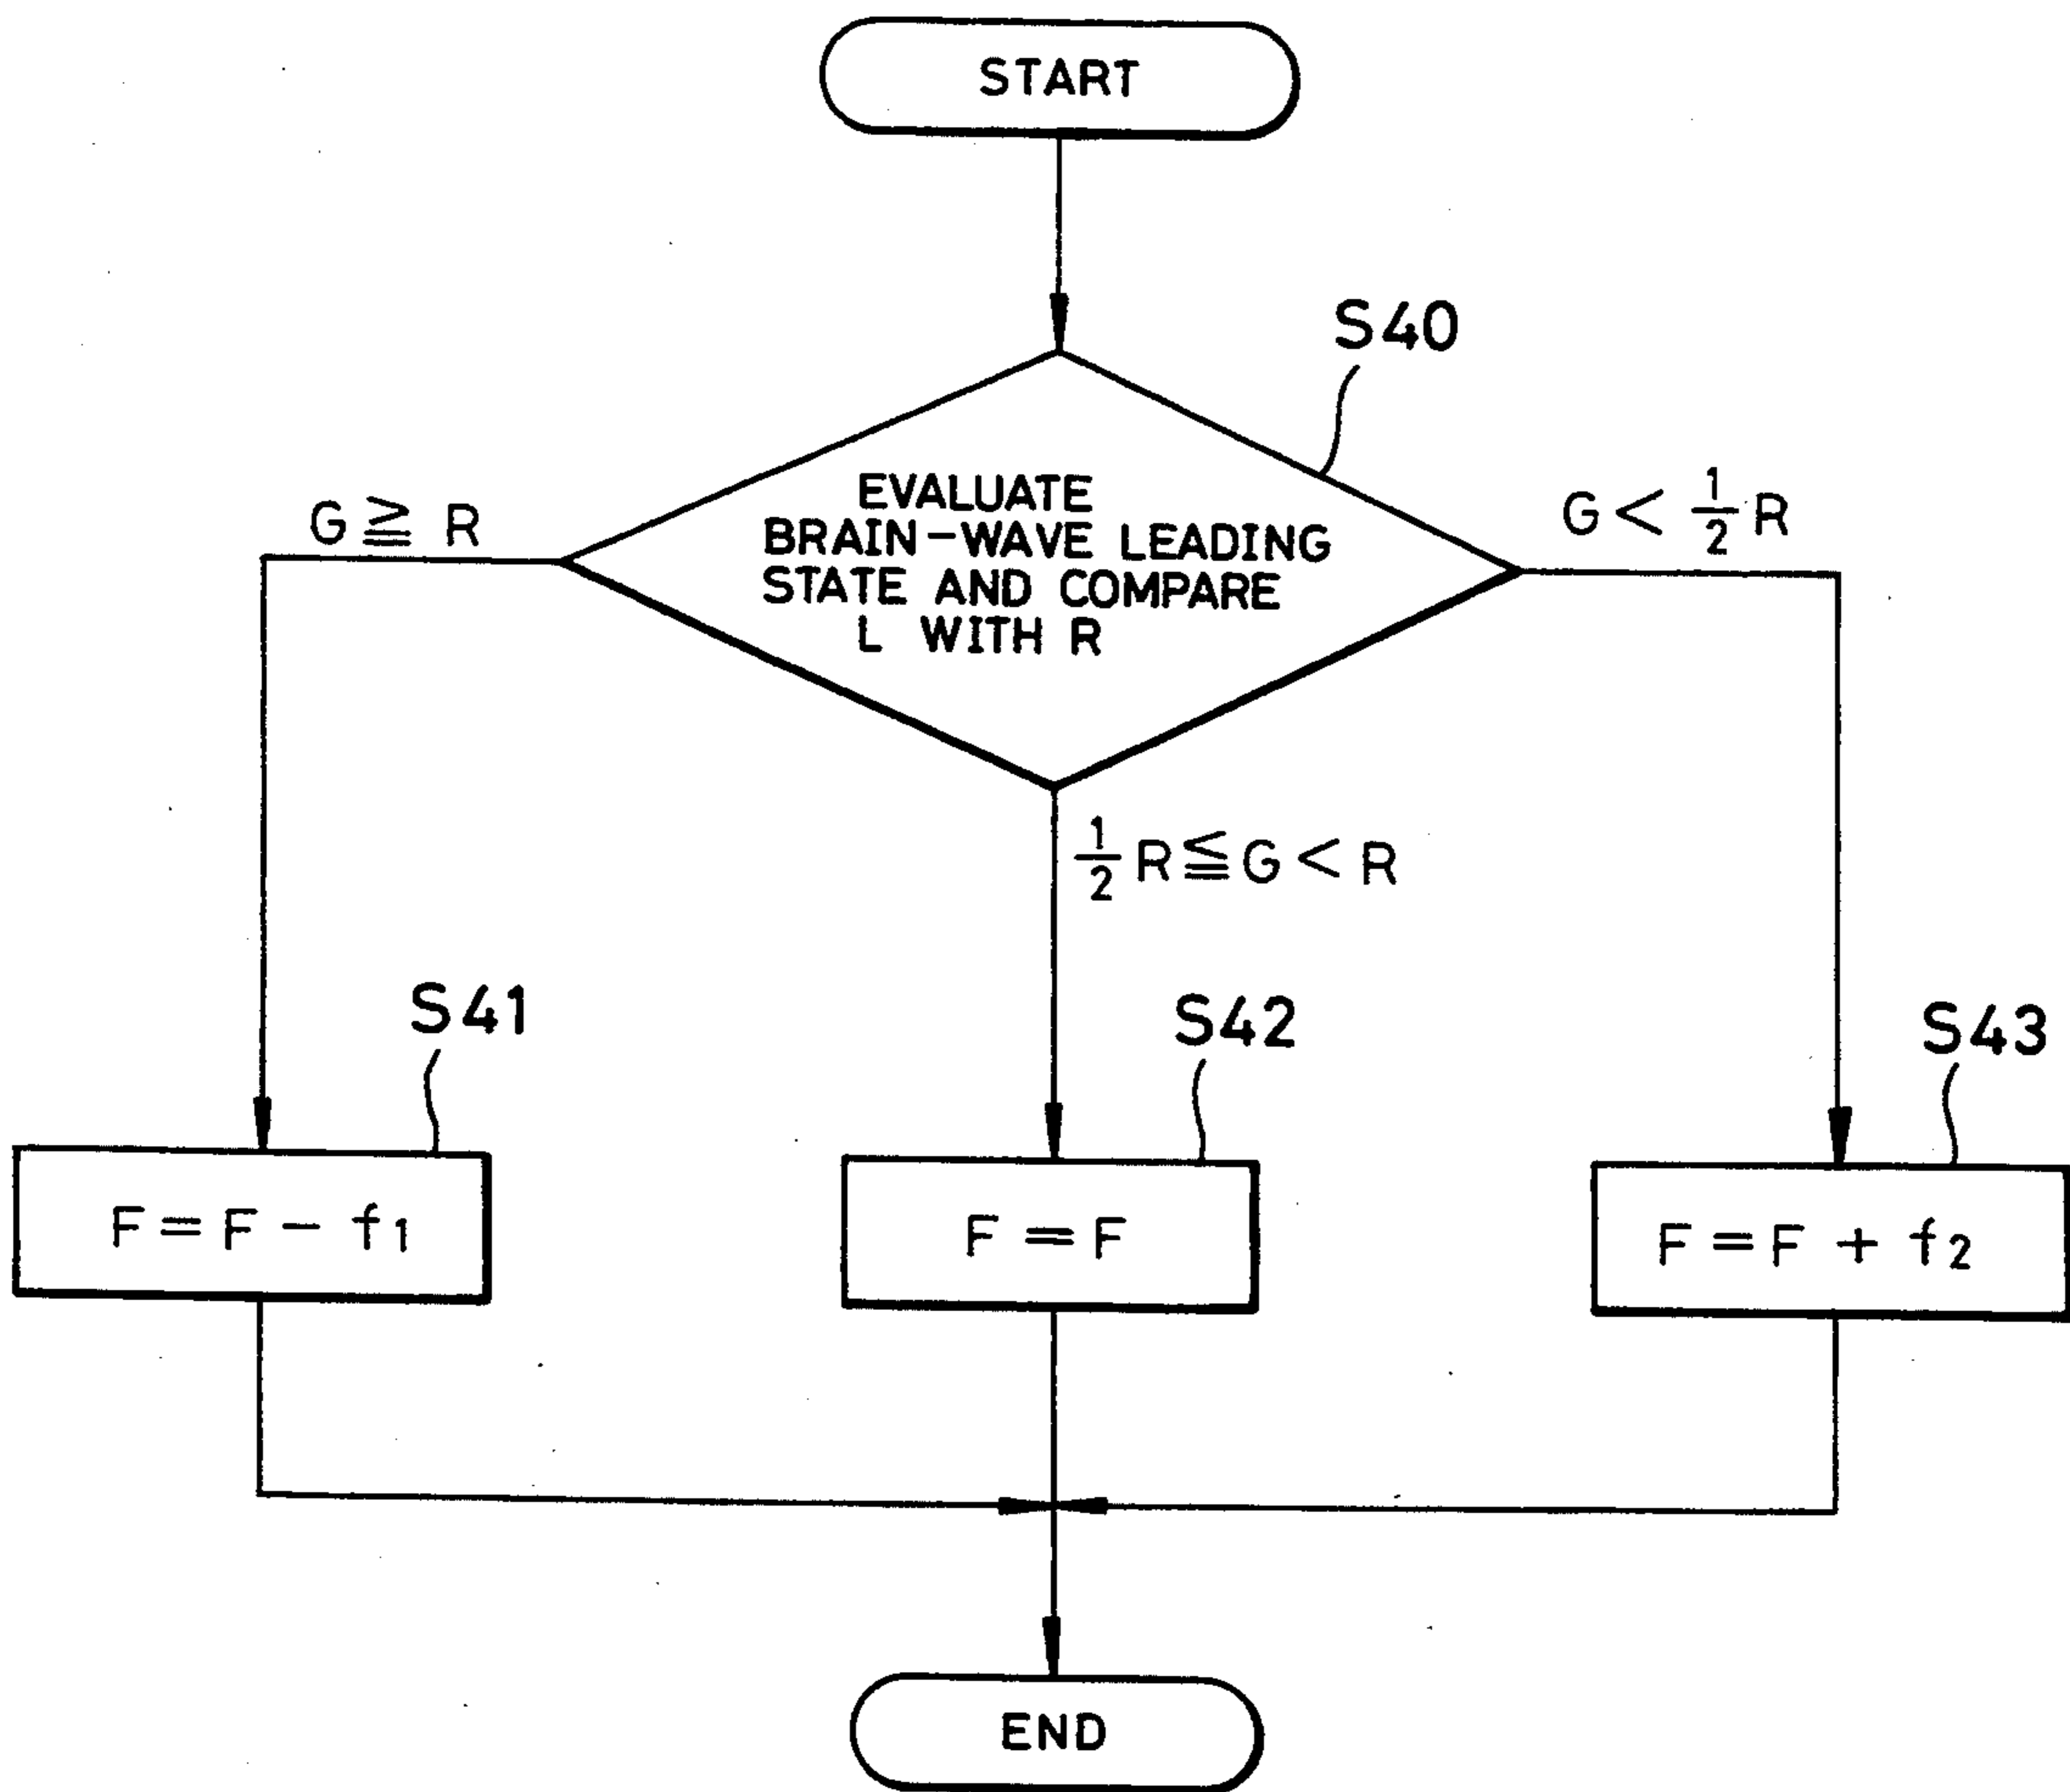 START
S40
EVALUATE
BRAIN-WAVE LEADING
STATE AND COMPARE
L WITH R
G ≧ R
G < 1/2 R
1/2 R ≦ G < R
S41
S42
S43
F = F - f1
F = F
F = F + f2
END